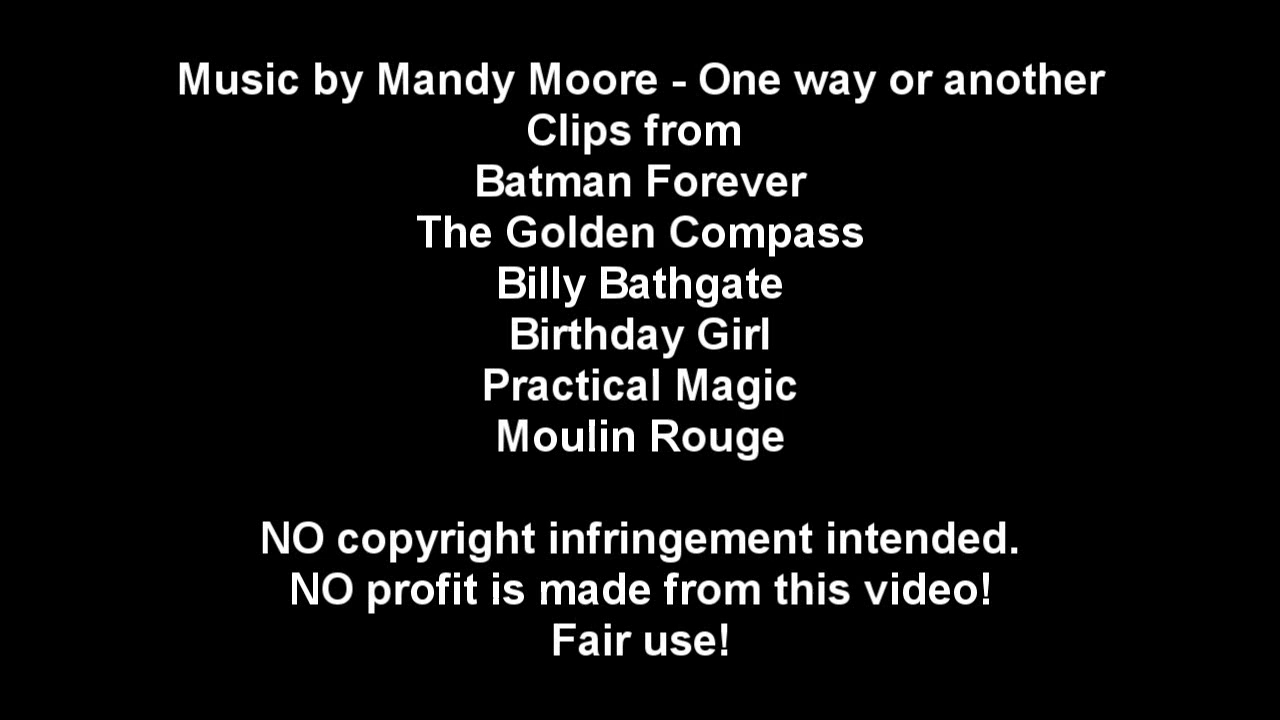 Music by Mandy Moore - One way or another
Clips from
Batman Forever
The Golden Compass
Billy Bathgate
Birthday Girl
Practical Magic
Moulin Rouge
NO copyright infringement intended.
NO profit is made from this video!
Fair use!